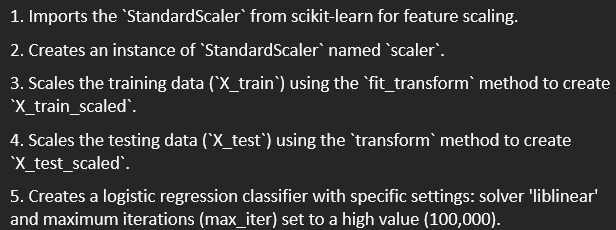 1. Imports the `StandardScaler` from scikit-learn for feature scaling.
2. Creates an instance of `StandardScaler` named `scaler`.
3. Scales the training data (`X_train`) using the `fit_transform` method to create
`X_train_scaled`.
4. Scales the testing data (`X_test`) using the `transform` method to create
`X_test_scaled`.
5. Creates a logistic regression classifier with specific settings: solver 'liblinear'
and maximum iterations (max_iter) set to a high value (100,000).